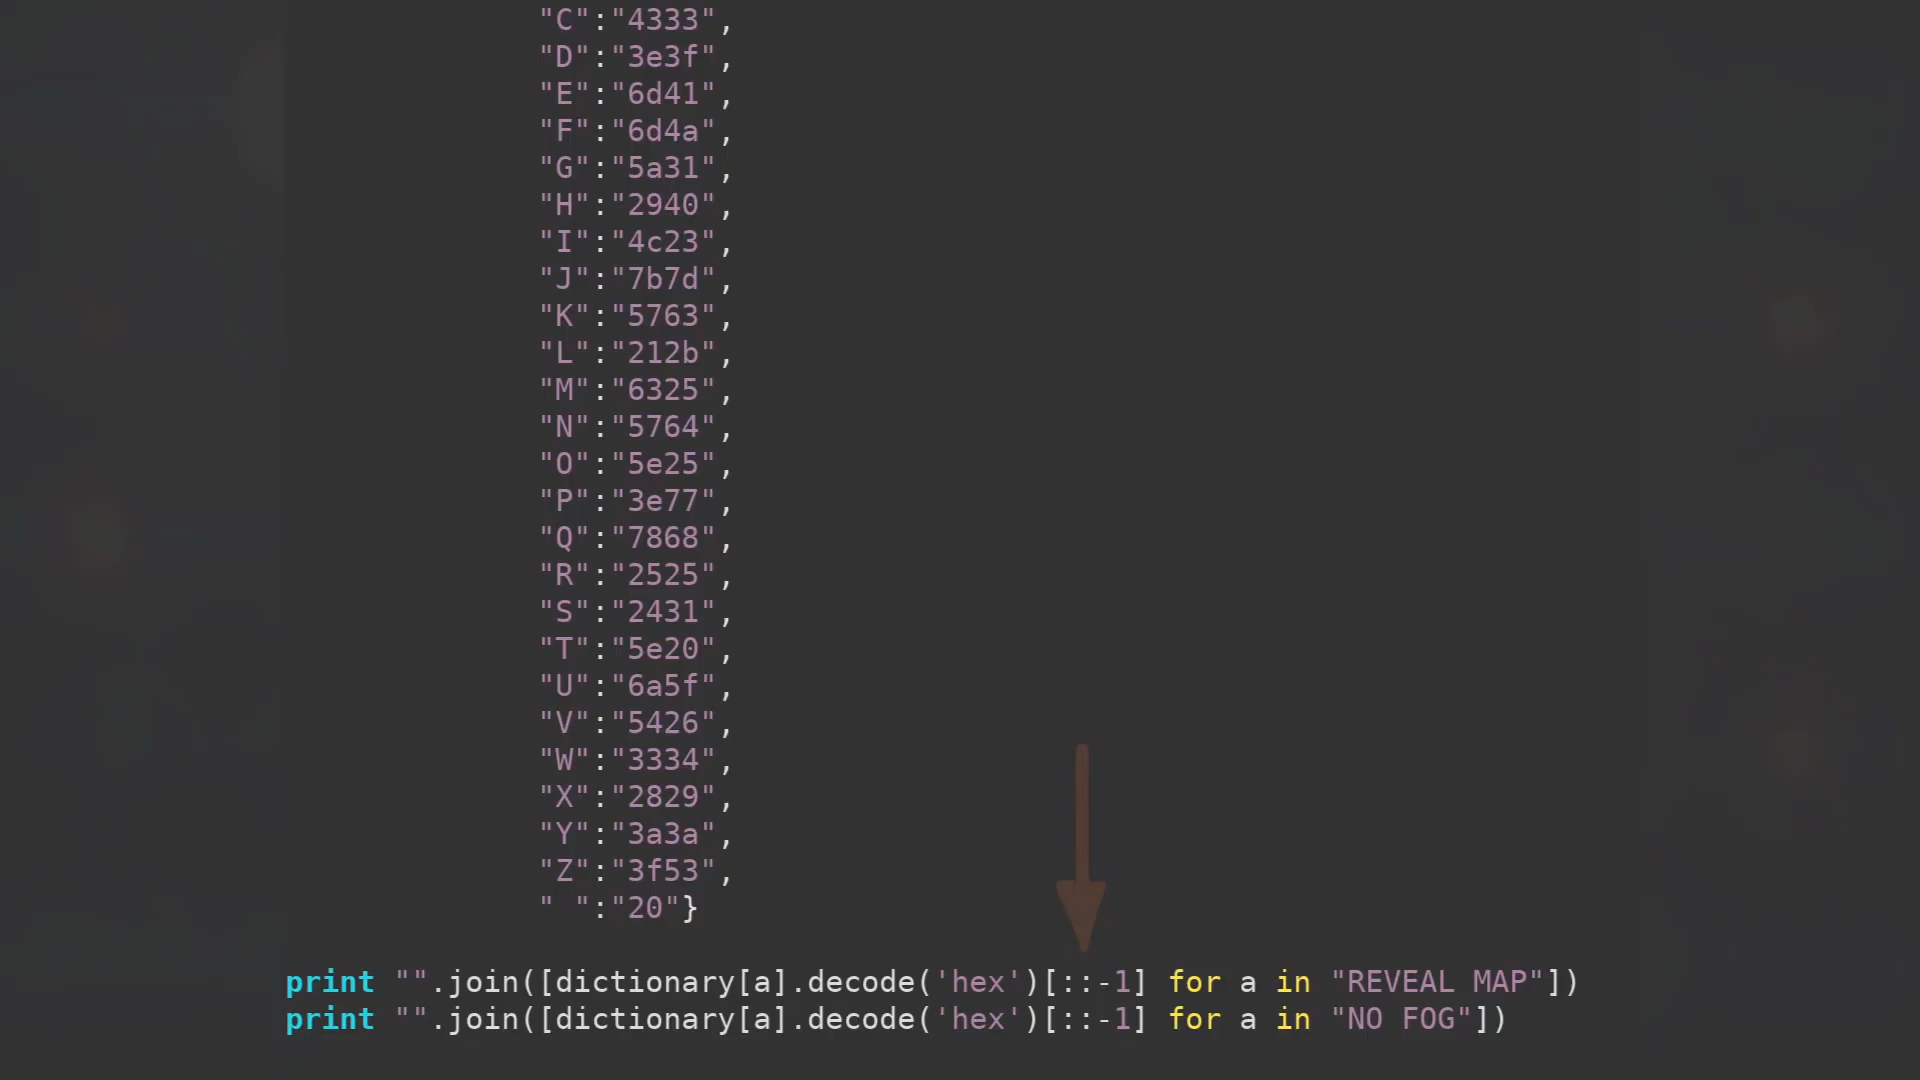 "C":"4333",
"D":"3e3f",
"E":"6d41",
"F":"6d4a",
"G":"5a31",
"H":"2940",
"I":"4c23",
"J":"7b7d",
"K":"5763",
"L":"212b",
"M":"6325",
"N":"5764",
"O":"5e25",
"P":"3e77",
"Q":"7868",
"R":"2525",
"S":"2431",
"T":"5e20",
"U":"6a5f",
"V":"5426",
"W":"3334",
"X":"2829",
"Y":"3a3a",
"Z":"3f53",
" ":"20"}
print "".join([dictionary[a].decode('hex')[::-1] for a in "REVEAL MAP"])
print "".join([dictionary[a].decode('hex')[::-1] for a in "NO FOG"])